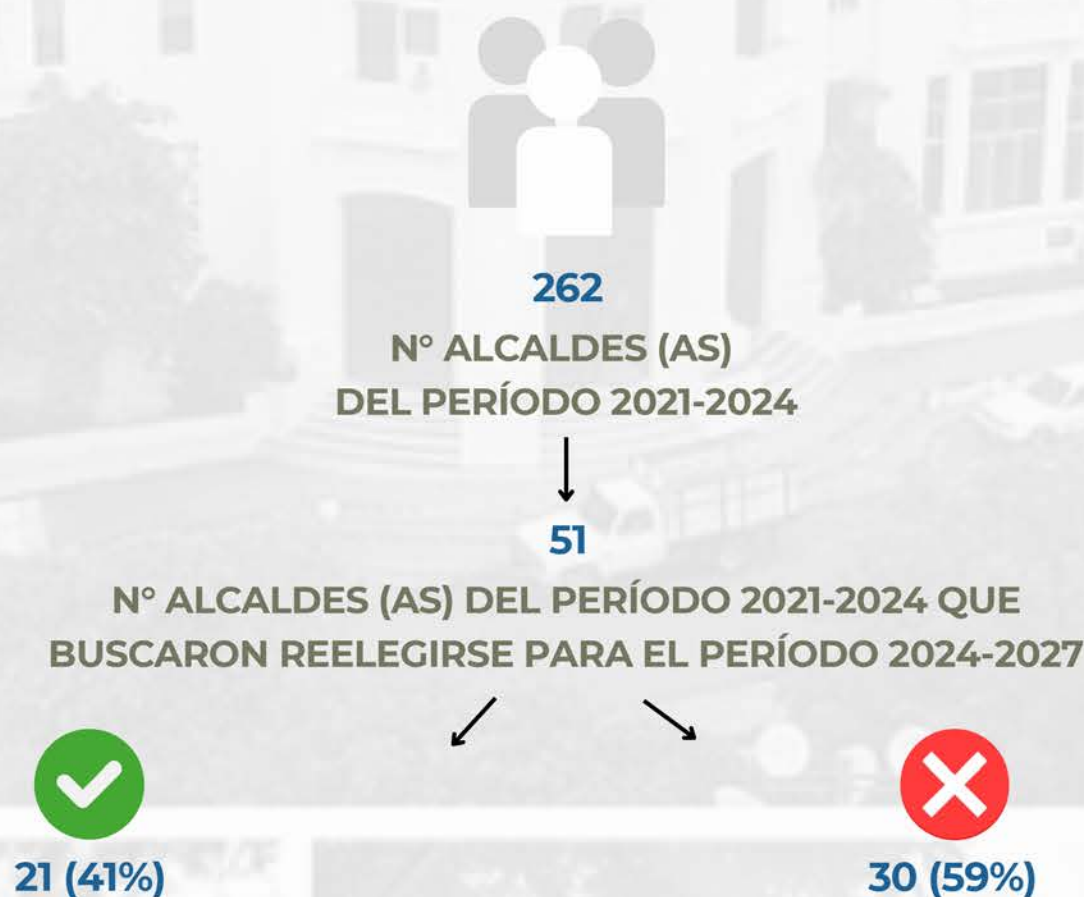 262
N° ALCALDES (AS)
DEL PERÍODO 2021-2024
51
N° ALCALDES (AS) DEL PERÍODO 2021-2024 QUE
BUSCARON REELEGIRSE PARA EL PERÍODO 2024-2027
21 (41%)
30 (59%)